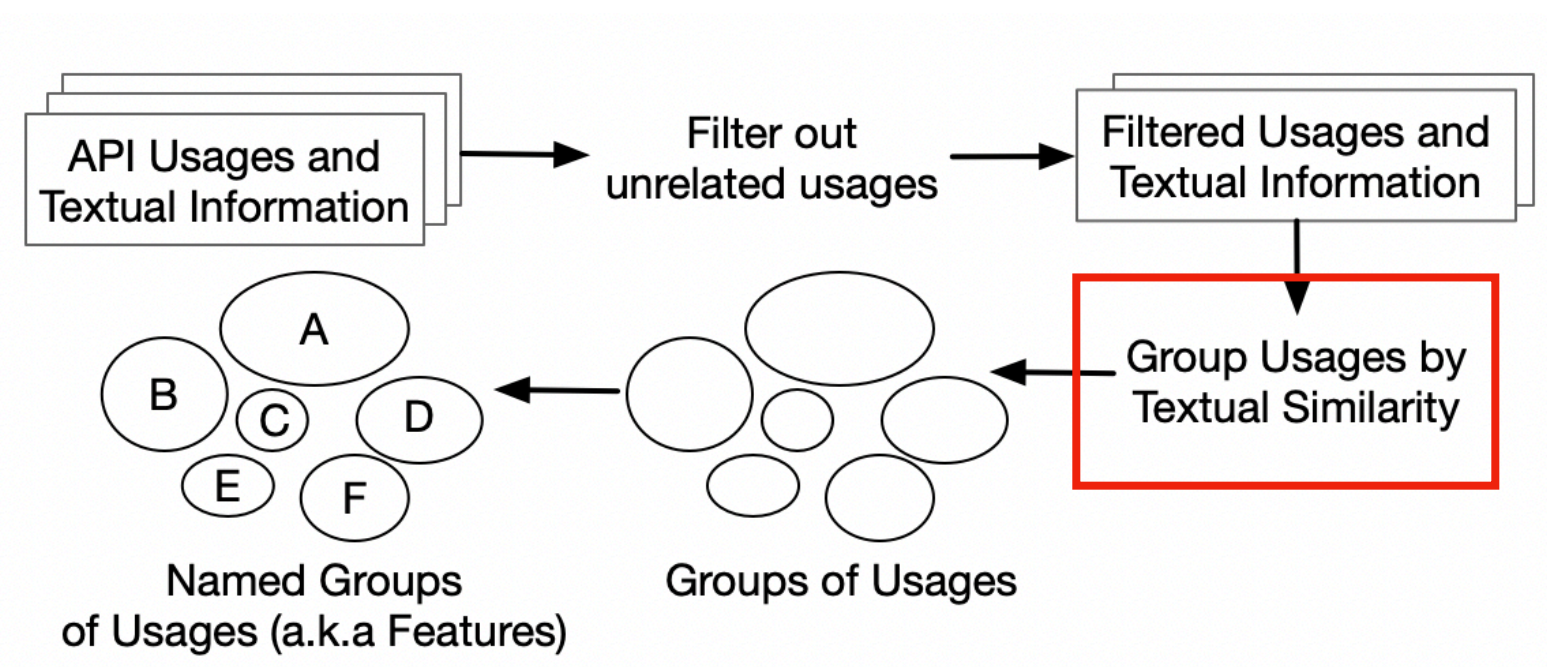 API Usages and
Textual Information
Filter out
unrelated usages
Filtered Usages and
Textual Information
Group Usages by
Textual Similarity
A
B
C
D
E
F
Named Groups
of Usages (a.k.a Features)
Groups of Usages